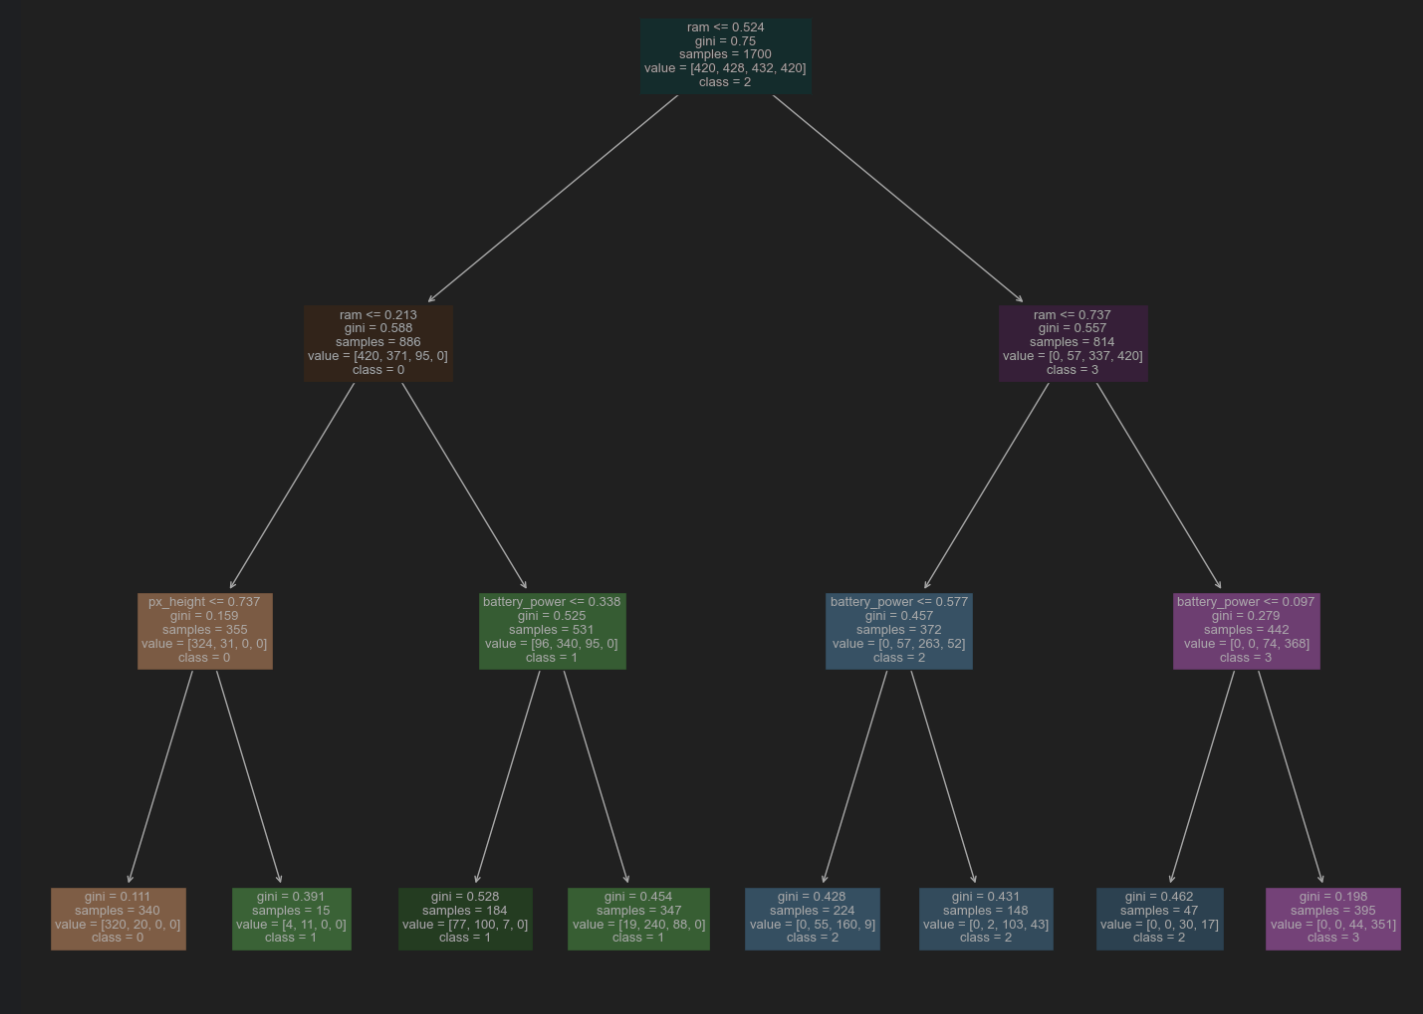 ram <= 0.524
gini = 0.75
samples = 1700
value = [420, 428, 432, 420]
class = 2
ram <= 0.213
gini = 0.588
samples = 886
value = [420, 371, 95, 0]
class = 0
ram <= 0.737
gini = 0.557
samples = 814
value = [0, 57, 337, 420]
class = 3
px_height <= 0.737
gini = 0.159
samples = 355
value = [324, 31, 0, 0]
class = 0
battery_power <= 0.338
gini = 0.525
samples = 531
value = [96, 340, 95, 0]
class = 1
battery_power <= 0.577
gini = 0.457
samples = 372
value = [0, 57, 263, 52]
class = 2
battery_power <= 0.097
gini = 0.279
samples = 442
value = [0, 0, 74, 368]
class = 3
gini = 0.111
samples = 340
value = [320, 20, 0, 0]
class = 0
gini = 0.391
samples = 15
value = [4, 11, 0, 0]
class = 1
gini = 0.528
samples = 184
value = [77, 100, 7, 0]
class = 1
gini = 0.454
samples = 347
value = [19, 240, 88, 0]
class = 1
gini = 0.428
samples = 224
value = [0, 55, 160, 9]
class = 2
gini = 0.431
samples = 148
value = [0, 2, 103, 43]
class = 2
gini = 0.462
samples = 47
value = [0, 0, 30, 17]
class = 2
gini = 0.198
samples = 395
value = [0, 0, 44, 351]
class = 3